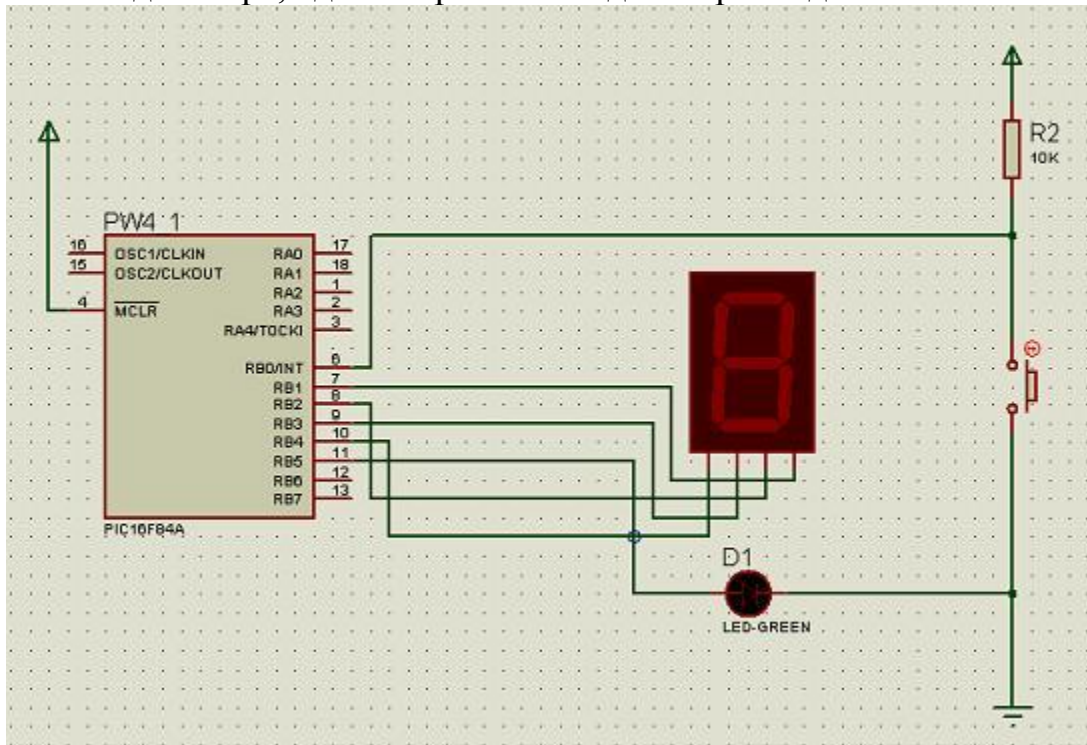 R2
10K
PW4 1
16
OSC1/CLKIN
RA0
17
15
OSC2/CLKOUT
RA1
18
RA2
1
4
MCLR
RA3
2
RA4/T0CKI
3
RB0/INT
6
RB1
7
RB2
8
RB3
9
RB4
10
RB5
11
RB6
12
RB7
13
PIC16F84A
D1
LED-GREEN